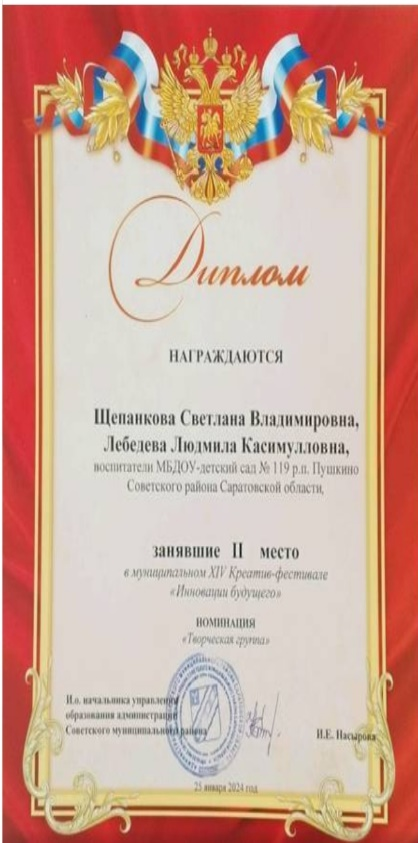 Диплом
НАГРАЖДАЮТСЯ
Щепанкова Светлана Владимировна,
Лебедева Людмила Касимулловна,
воспитатели МБДОУ-детский сад № 119 р.п. Пушкино
Советского района Саратовской области,
занявшие II место
в муниципальном XIV Креатив-фестивале
«Инновации будущего»
НОМИНАЦИЯ
«Творческая группа»
И.о. начальника управления
образования администрации
Советского муниципального района
И.Е. Насырова
25 января 2024 год